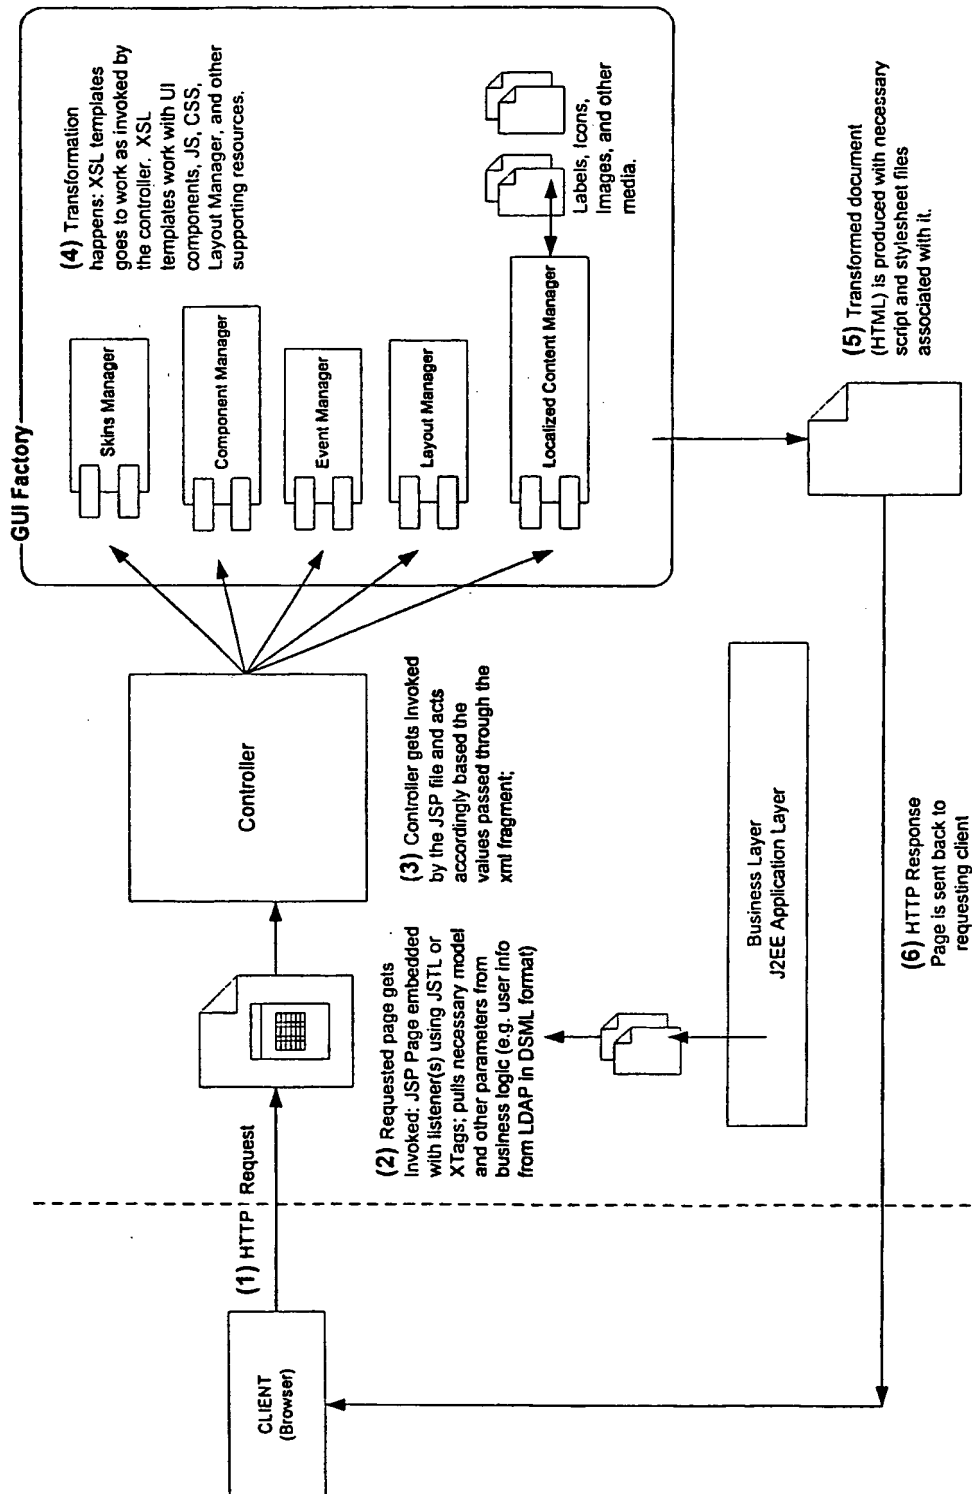 GUI Factory
(4) Transformation
happens: XSL templates
goes to work as invoked by
the controller. XSL
templates work with UI
components, JS, CSS,
Layout Manager, and other
supporting resources.
Skins Manager
Component Manager
Event Manager
Layout Manager
Localized Content Manager
Labels, Icons,
Images, and other
media.
Controller
(3) Controller gets invoked
by the JSP file and acts
accordingly based the
values passed through the
xml fragment;
(1) HTTP Request
CLIENT
(Browser)
(2) Requested page gets
Invoked: JSP Page embedded
with listener(s) using JSTL or
XTags; pulls necessary model
and other parameters from
business logic (e.g. user info
from LDAP in DSML format)
Business Layer
J2EE Application Layer
(5) Transformed document
(HTML) is produced with necessary
script and stylesheet files
associated with it.
(6) HTTP Response
Page is sent back to
requesting client